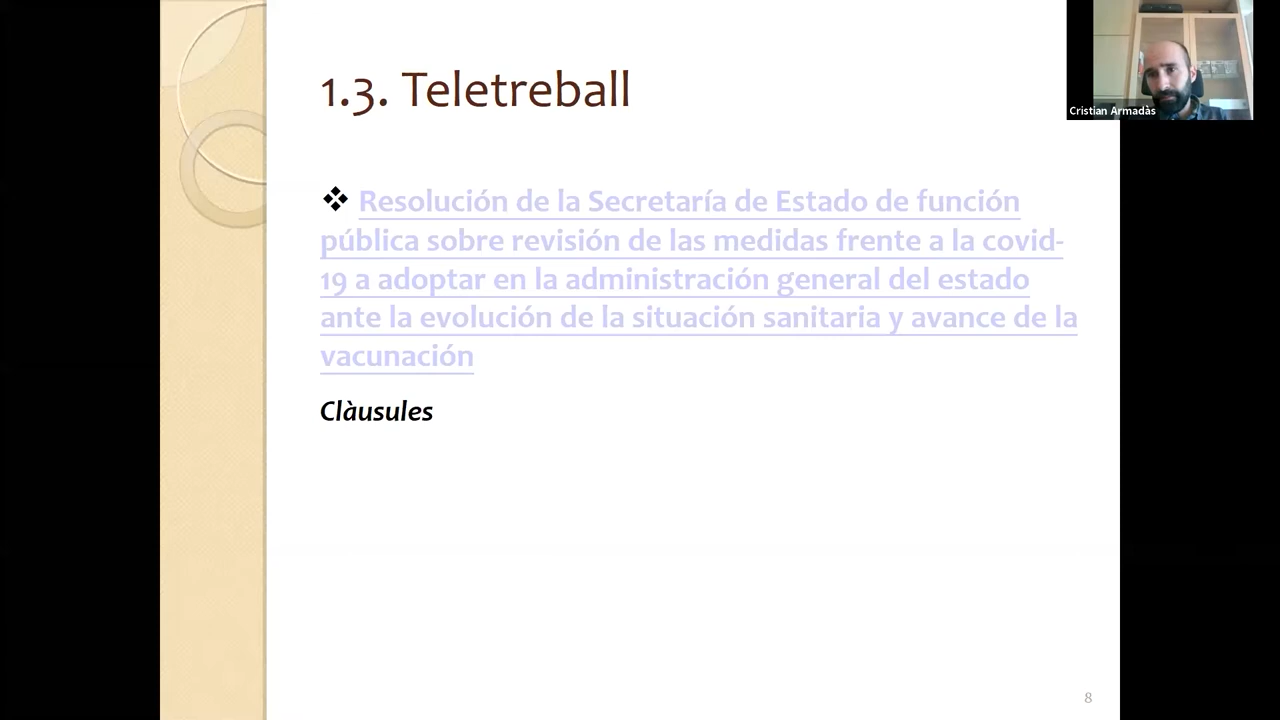 1.3. Teletreball
Cristian Armadàs
❖ Resolución de la Secretaría de Estado de función
pública sobre revisión de las medidas frente a la covid-
19 a adoptar en la administración general del estado
ante la evolución de la situación sanitaria y avance de la
vacunación
Clàusules
8